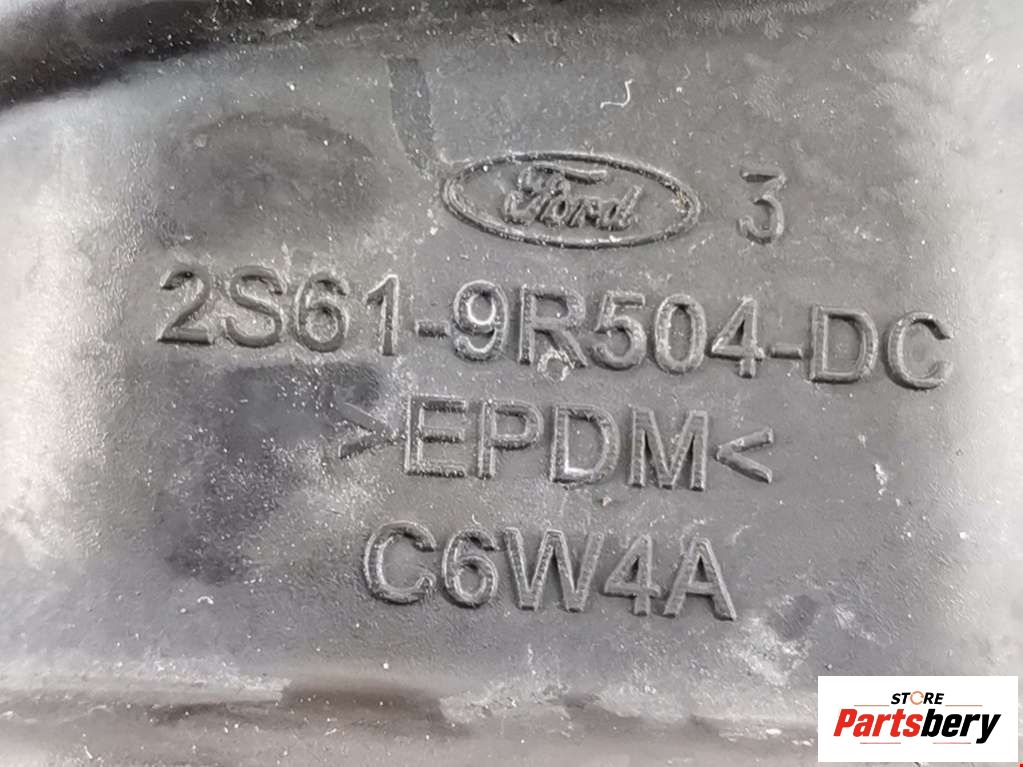 Ford 3
2S61-9R504-DC
>EPDM<
C6W4A
STORE
Partsbery